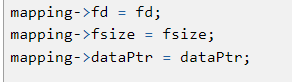 mapping->fd = fd;
mapping->fsize = fsize;
mapping->dataPtr = dataPtr;